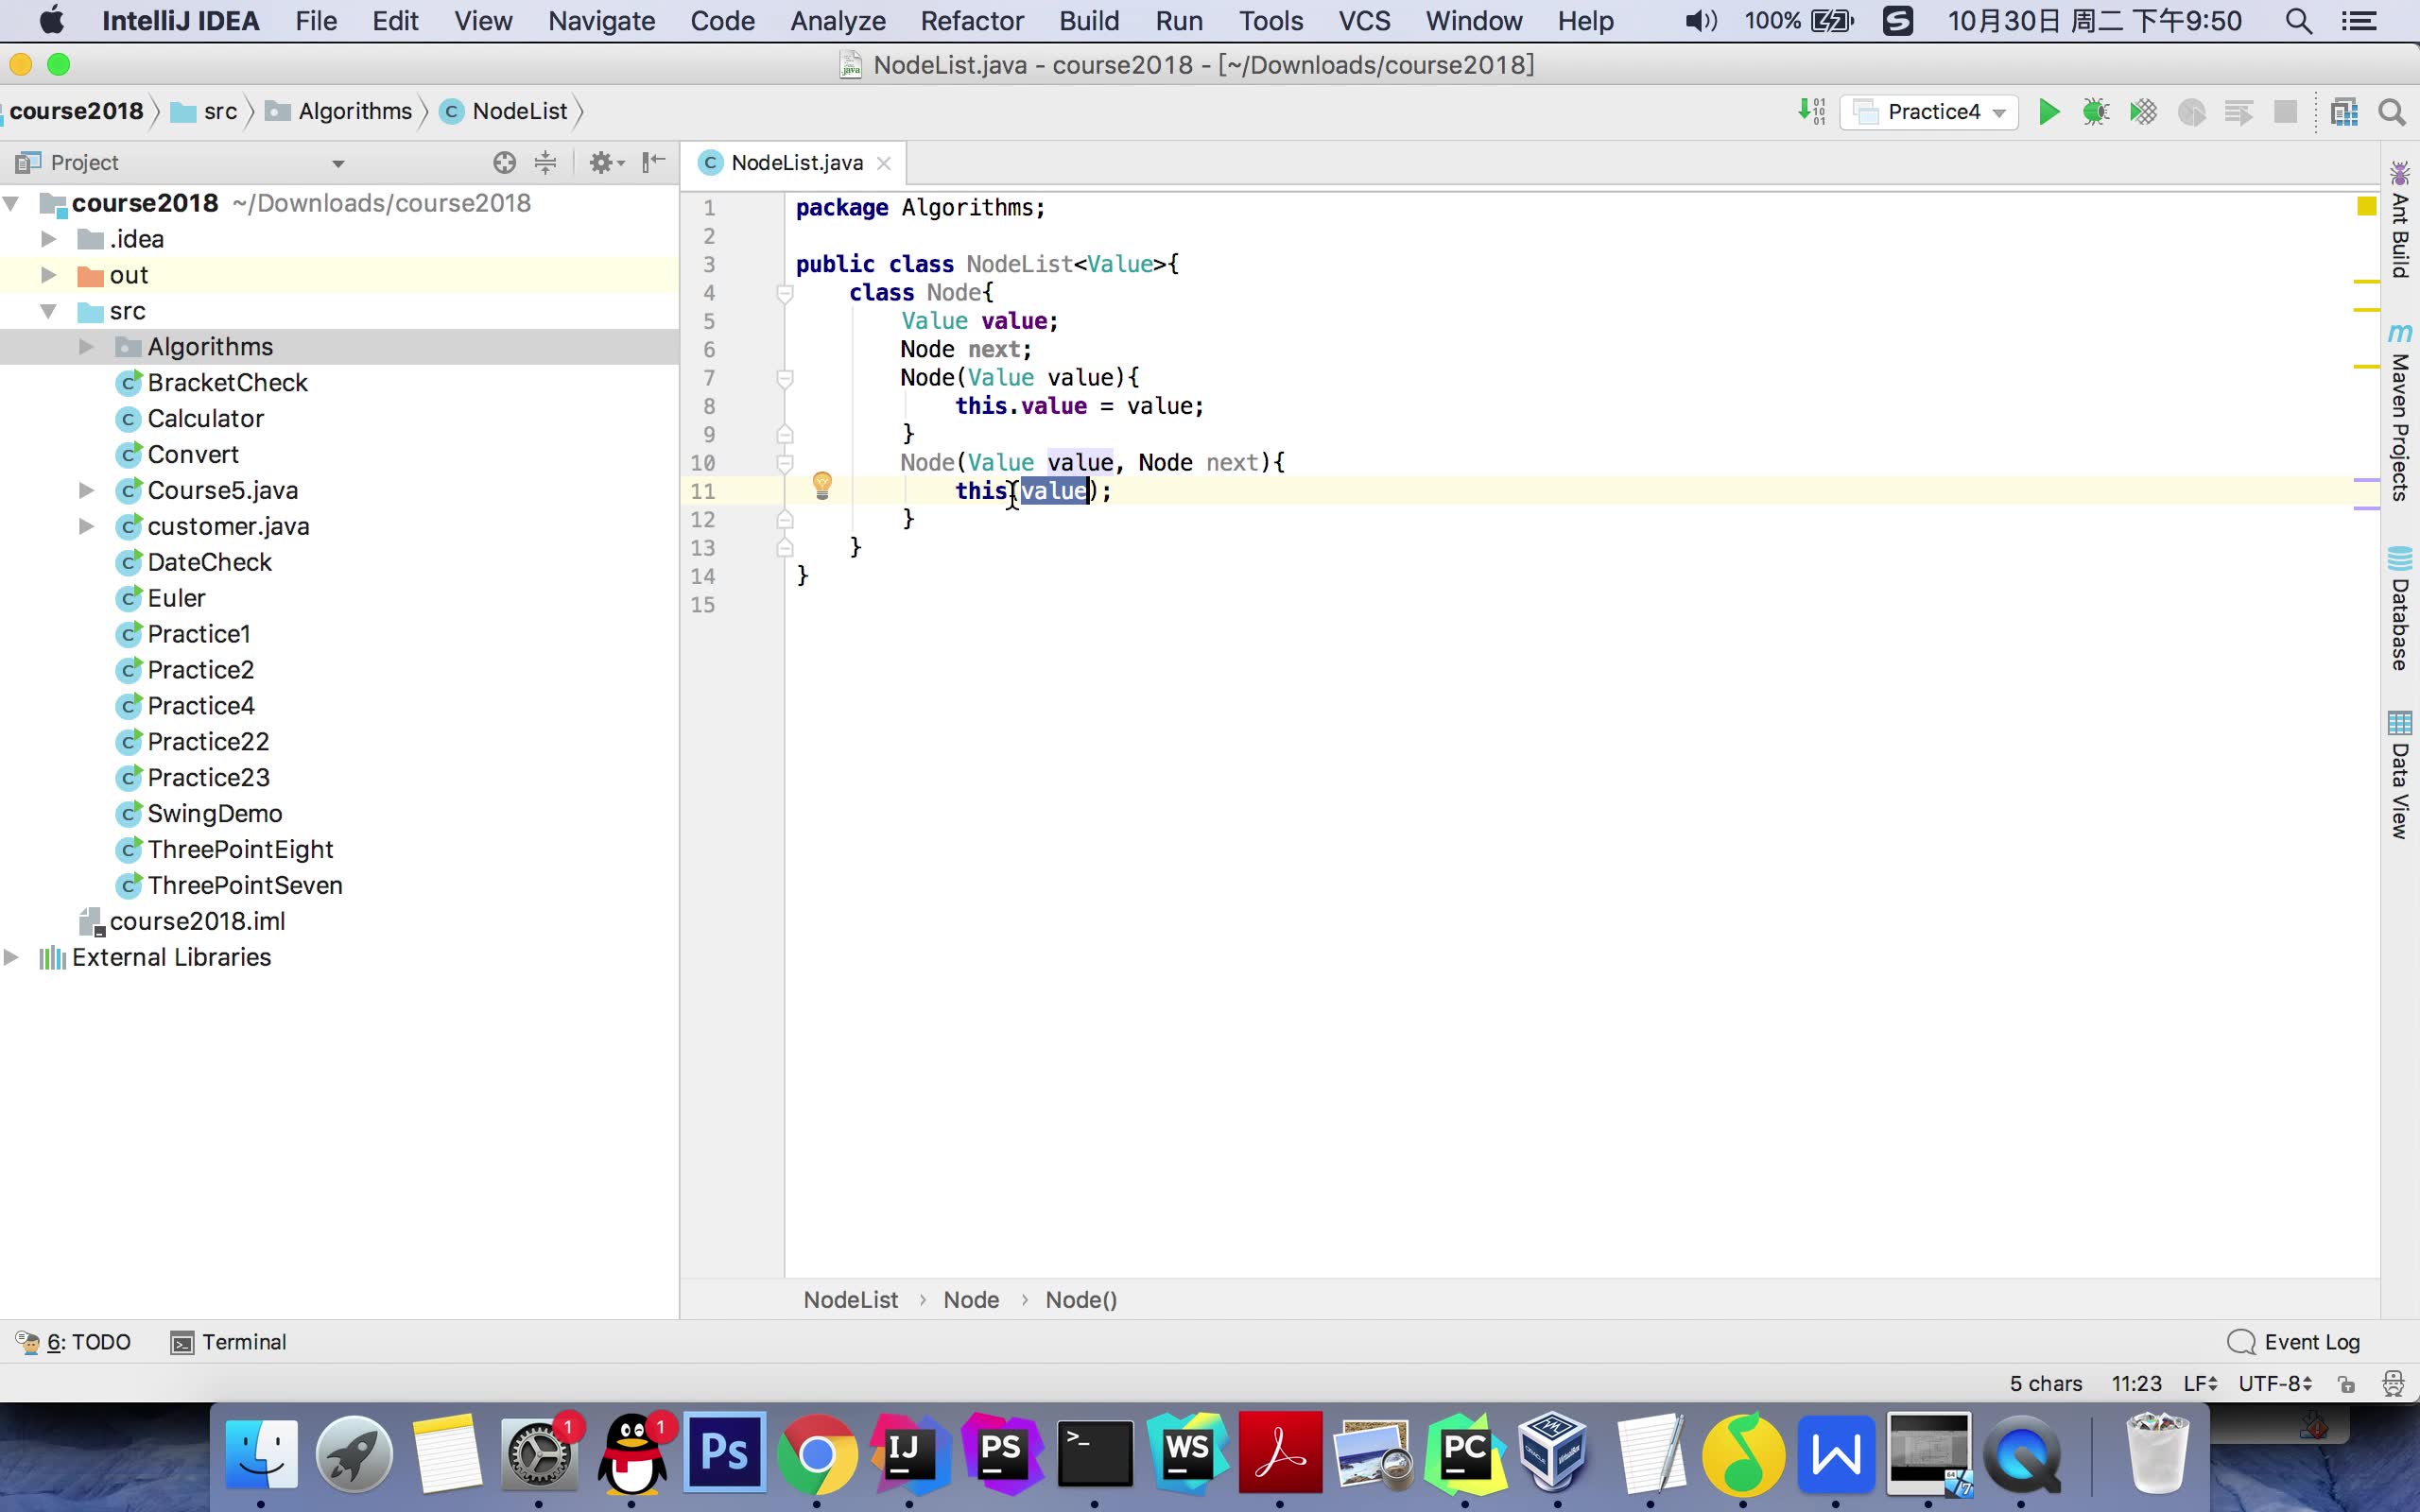 IntelliJ IDEA File Edit View Navigate Code Analyze Refactor Build Run Tools VCS Window Help 100% 10月30日 周二 下午9:50
NodeList.java - course2018 - [~/Downloads/course2018]
course2018 src Algorithms NodeList Practice4
Project
NodeList.java
course2018 ~/Downloads/course2018
.idea
out
src
Algorithms
BracketCheck
Calculator
Convert
Course5.java
customer.java
DateCheck
Euler
Practice1
Practice2
Practice4
Practice22
Practice23
SwingDemo
ThreePointEight
ThreePointSeven
course2018.iml
External Libraries
1 package Algorithms;
2
3 public class NodeList<Value>{
4 class Node{
5 Value value;
6 Node next;
7 Node(Value value){
8 this.value = value;
9 }
10 Node(Value value, Node next){
11 this(value);
12 }
13 }
14 }
15
Ant Build
Maven Projects
Database
Data View
NodeList › Node › Node()
6: TODO Terminal Event Log
5 chars 11:23 LF UTF-8
1 1 Ps IJ PS WS PC